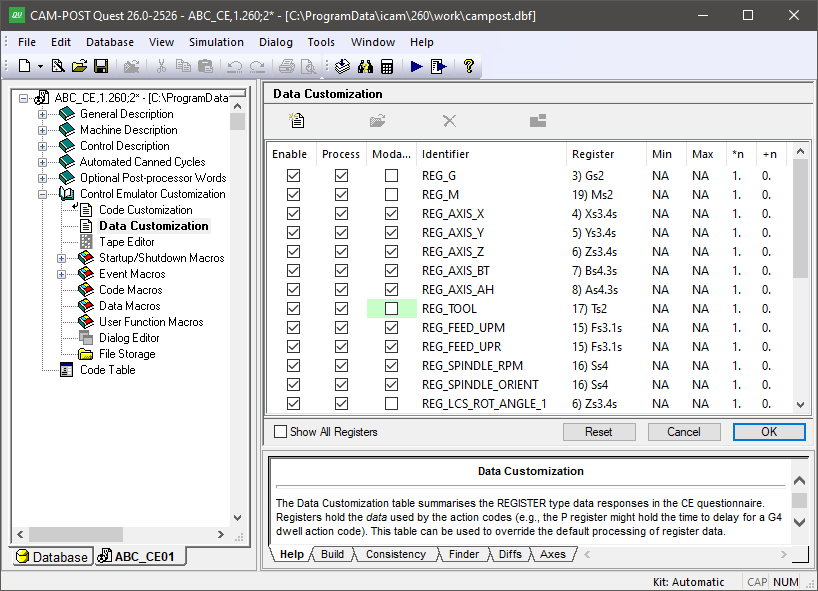 CAM-POST Quest 26.0-2526 - ABC_CE,1.260;2* - [C:\ProgramData\icam\260\work\campost.dbf]
File Edit Database View Simulation Dialog Tools Window Help
ABC_CE,1.260;2* - [C:\ProgramData
General Description
Machine Description
Control Description
Automated Canned Cycles
Optional Post-processor Words
Control Emulator Customization
Code Customization
Data Customization
Tape Editor
Startup/Shutdown Macros
Event Macros
Code Macros
Data Macros
User Function Macros
Dialog Editor
File Storage
Code Table
Database ABC_CE01
Data Customization
Enable Process Moda... Identifier Register Min Max *n +n
REG_G 3) Gs2 NA NA 1. 0.
REG_M 19) Ms2 NA NA 1. 0.
REG_AXIS_X 4) Xs3.4s NA NA 1. 0.
REG_AXIS_Y 5) Ys3.4s NA NA 1. 0.
REG_AXIS_Z 6) Zs3.4s NA NA 1. 0.
REG_AXIS_BT 7) Bs4.3s NA NA 1. 0.
REG_AXIS_AH 8) As4.3s NA NA 1. 0.
REG_TOOL 17) Ts2 NA NA 1. 0.
REG_FEED_UPM 15) Fs3.1s NA NA 1. 0.
REG_FEED_UPR 15) Fs3.1s NA NA 1. 0.
REG_SPINDLE_RPM 16) Ss4 NA NA 1. 0.
REG_SPINDLE_ORIENT 16) Ss4 NA NA 1. 0.
REG_LCS_ROT_ANGLE_1 6) Zs3.4s NA NA 1. 0.
Show All Registers Reset Cancel OK
Data Customization
The Data Customization table summarises the REGISTER type data responses in the CE questionnaire.
Registers hold the data used by the action codes (e.g., the P register might hold the time to delay for a G4
dwell action code). This table can be used to override the default processing of register data.
Help Build Consistency Finder Diffs Axes
Kit: Automatic CAP NUM